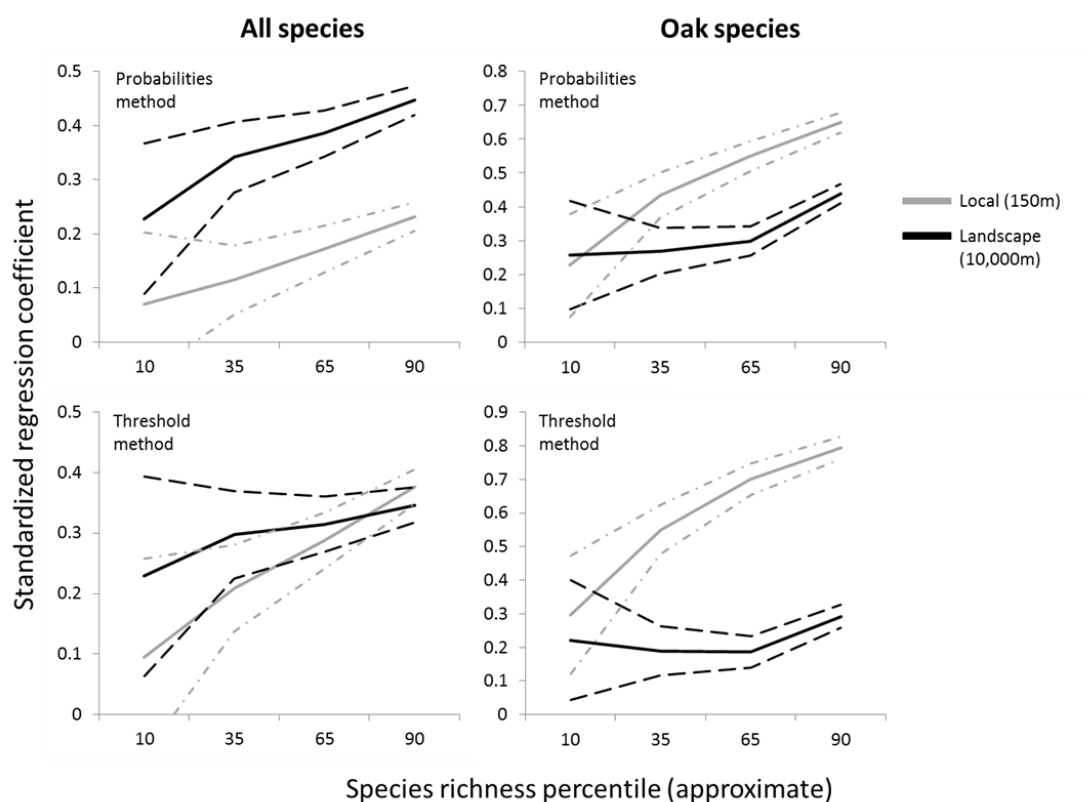 All species
Oak species
Standardized regression coefficient
Probabilities
method
0.5
0.4
0.3
0.2
0.1
0
10 35 65 90
Probabilities
method
0.8
0.7
0.6
0.5
0.4
0.3
0.2
0.1
0
10 35 65 90
Local (150m)
Landscape
(10,000m)
Threshold
method
0.5
0.4
0.3
0.2
0.1
0
10 35 65 90
Threshold
method
0.9
0.8
0.7
0.6
0.5
0.4
0.3
0.2
0.1
0
10 35 65 90
Species richness percentile (approximate)